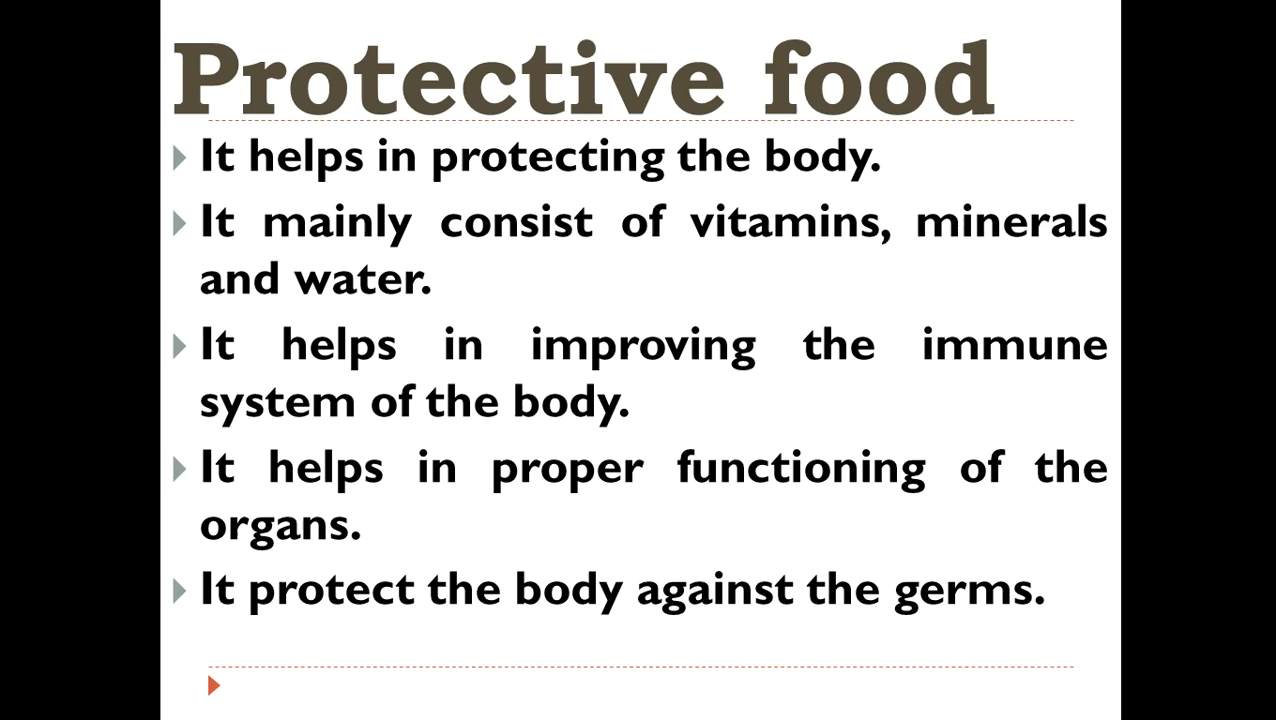 Protective food
It helps in protecting the body.
It mainly consist of vitamins, minerals
and water.
It helps in improving the immune
system of the body.
It helps in proper functioning of the
organs.
It protect the body against the germs.